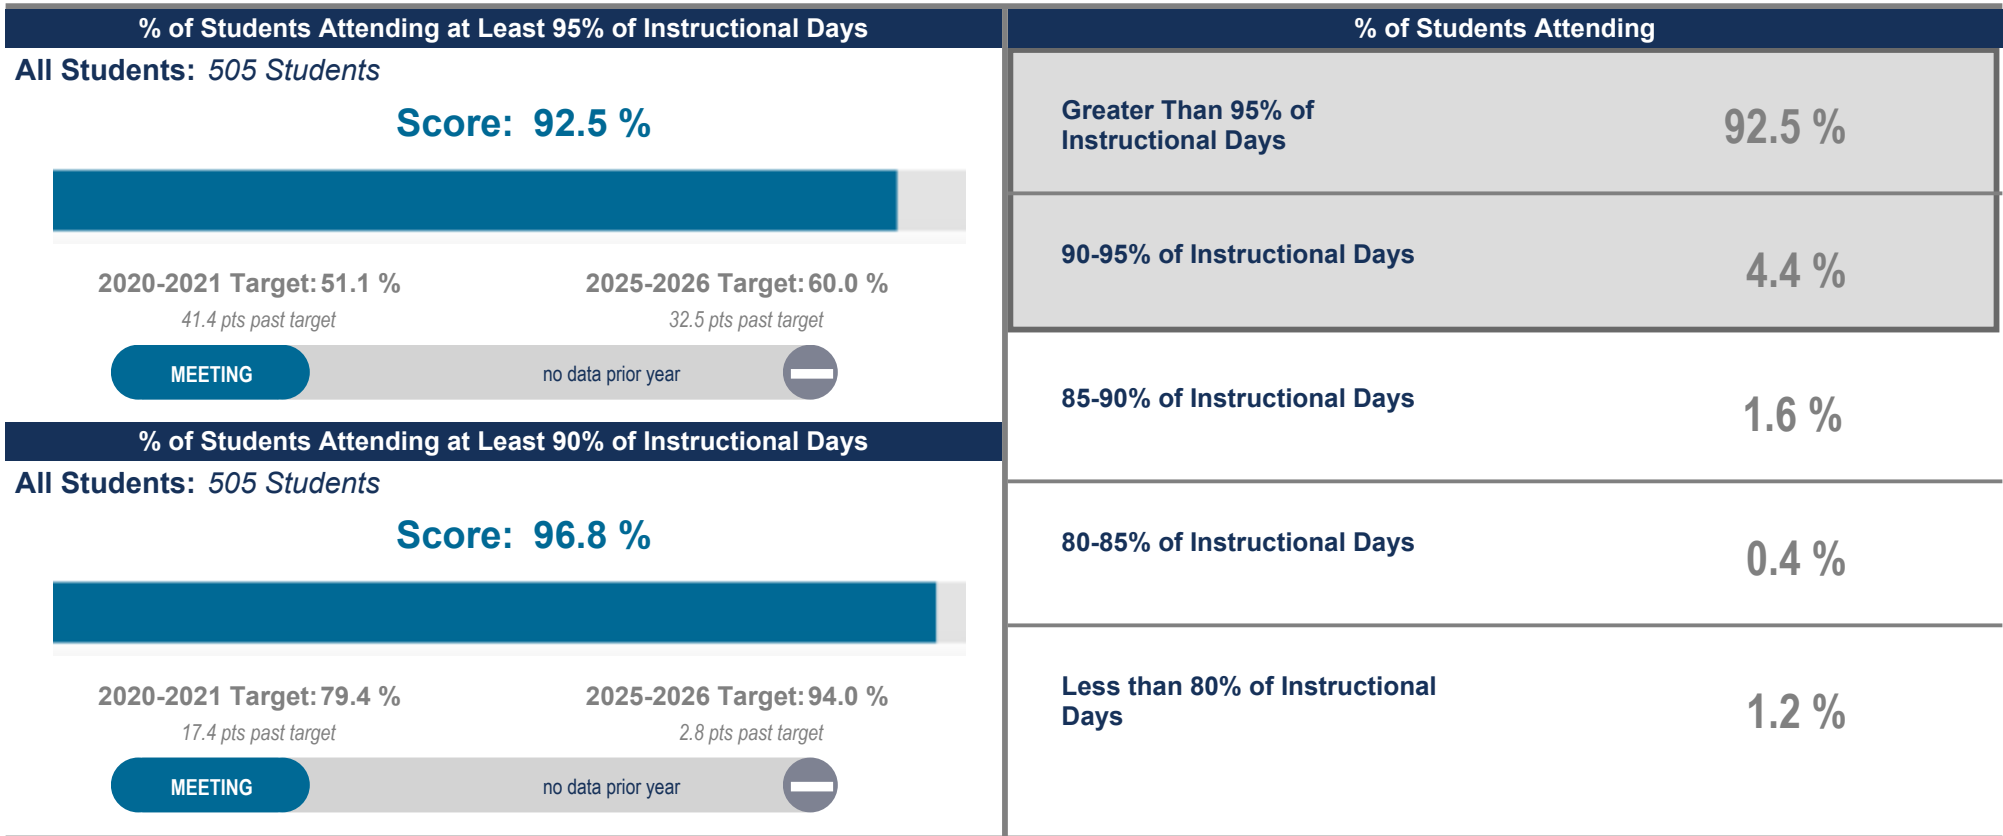 % of Students Attending at Least 95% of Instructional Days
All Students: 505 Students
Score: 92.5 %
2020-2021 Target: 51.1 %
41.4 pts past target
2025-2026 Target: 60.0 %
32.5 pts past target
MEETING
no data prior year
% of Students Attending at Least 90% of Instructional Days
All Students: 505 Students
Score: 96.8 %
2020-2021 Target: 79.4 %
17.4 pts past target
2025-2026 Target: 94.0 %
2.8 pts past target
MEETING
no data prior year
% of Students Attending
Greater Than 95% of
Instructional Days
92.5 %
90-95% of Instructional Days
4.4 %
85-90% of Instructional Days
1.6 %
80-85% of Instructional Days
0.4 %
Less than 80% of Instructional
Days
1.2 %